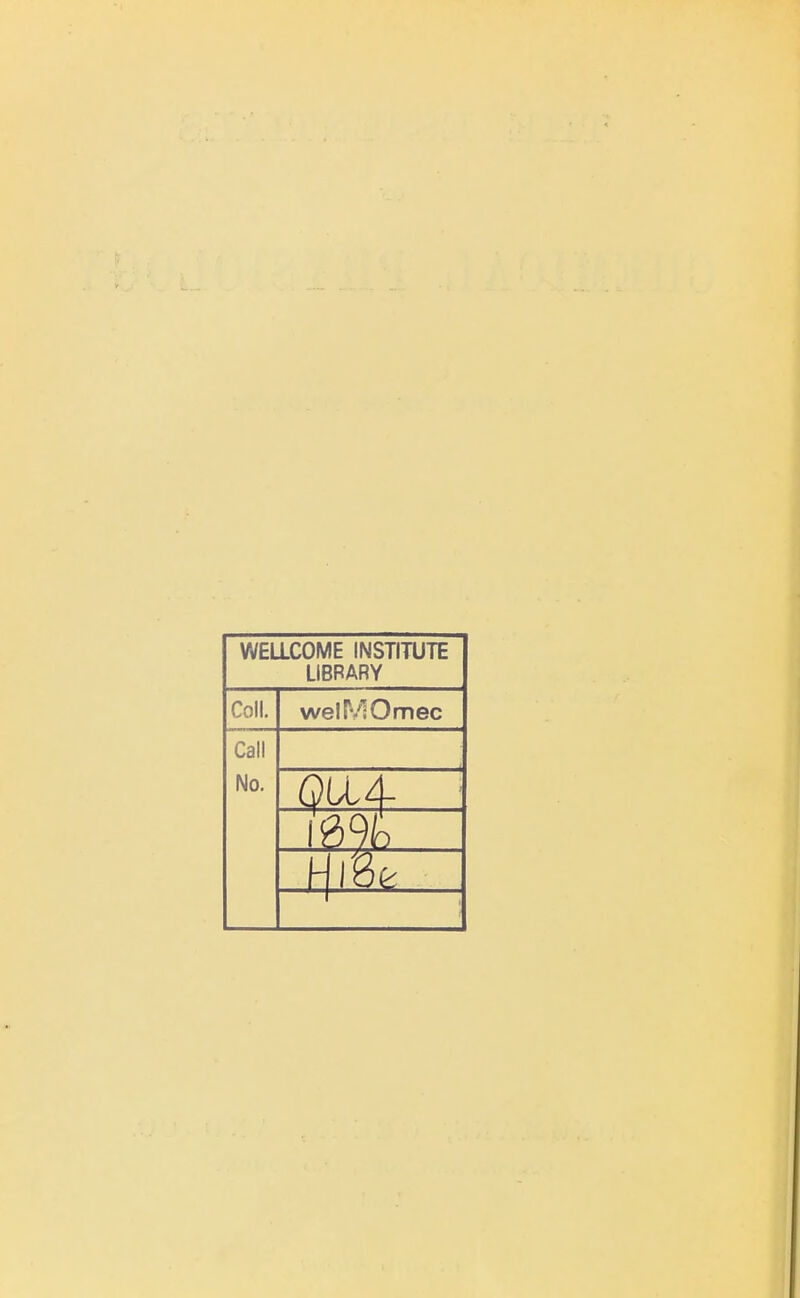 WELLCOME INSTITUTE
LIBRARY
Coll. welMOmec
Call
No. QU4
1896
H18e